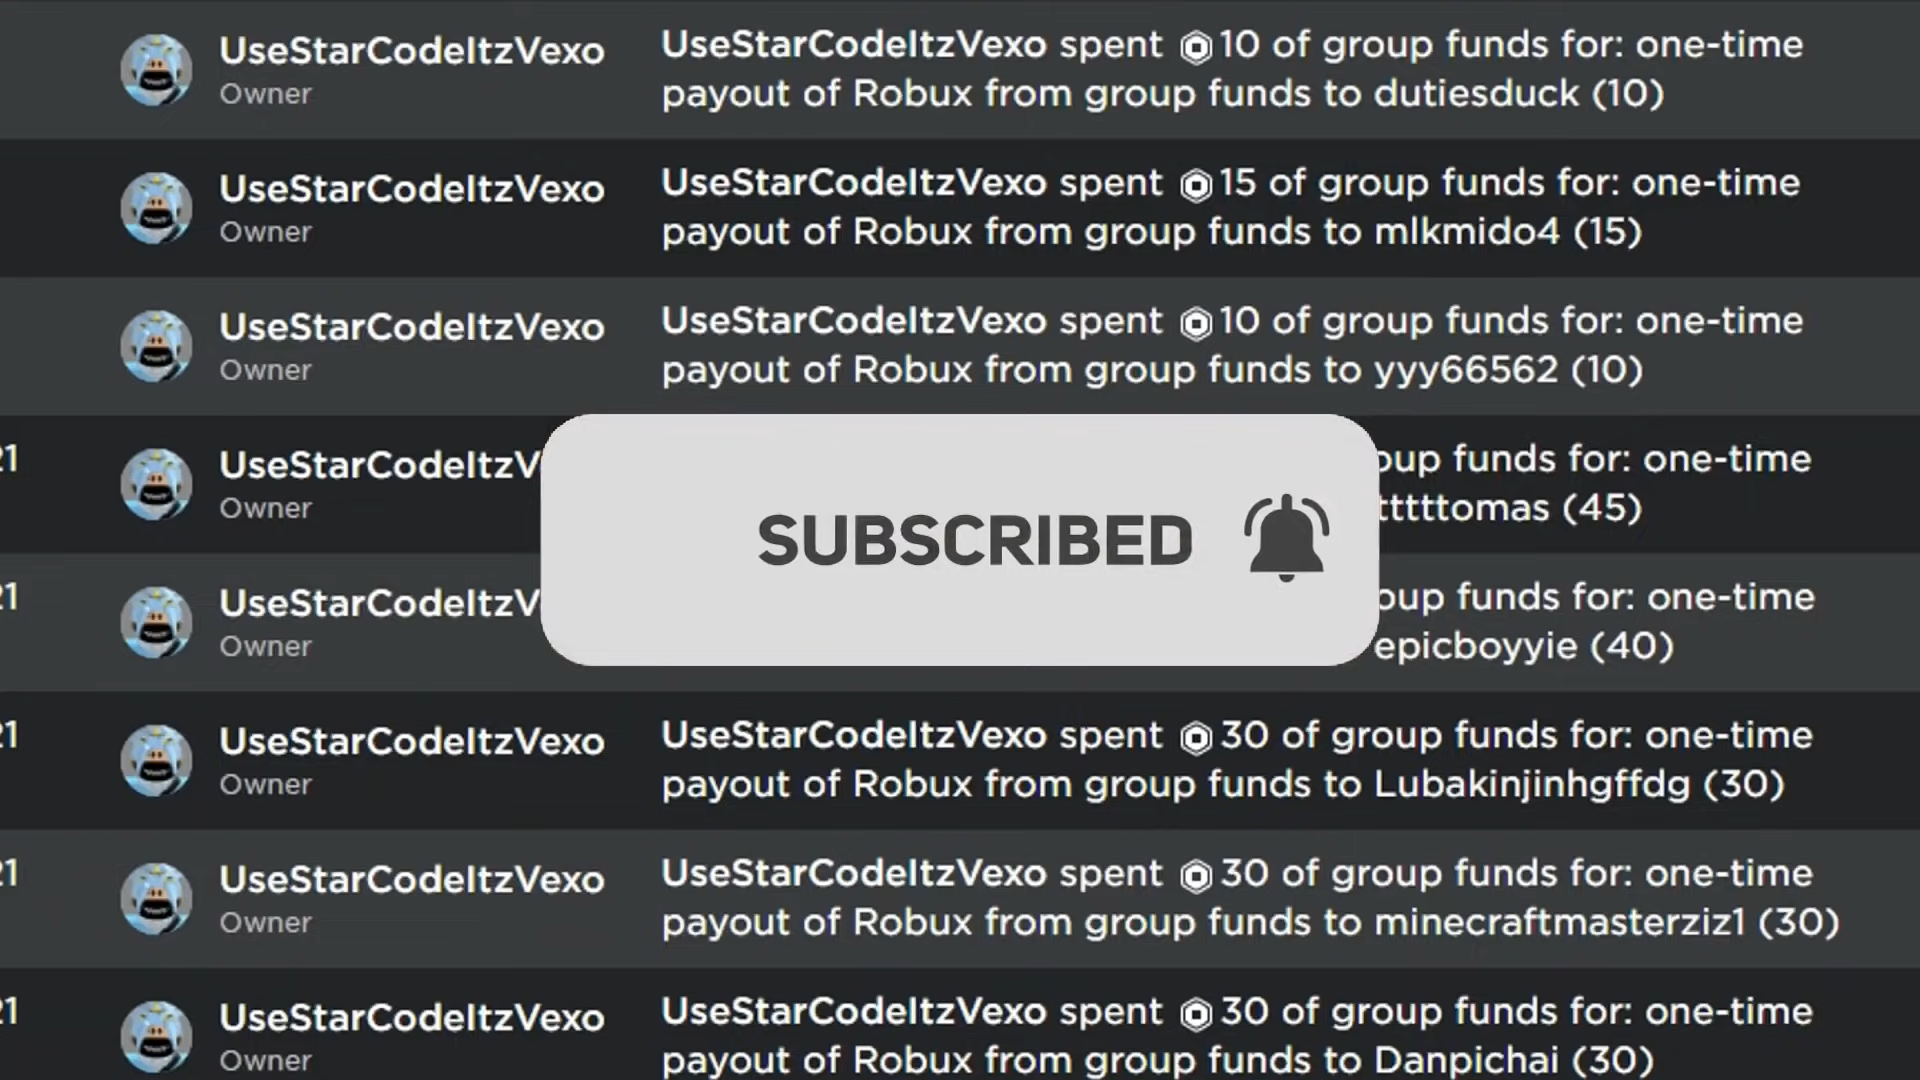 UseStarCodeItzVexo
Owner
UseStarCodeItzVexo spent 10 of group funds for: one-time
payout of Robux from group funds to dutiesduck (10)
UseStarCodeItzVexo
Owner
UseStarCodeItzVexo spent 15 of group funds for: one-time
payout of Robux from group funds to mlkmido4 (15)
UseStarCodeItzVexo
Owner
UseStarCodeItzVexo spent 10 of group funds for: one-time
payout of Robux from group funds to yyy66562 (10)
21
UseStarCodeItzV
Owner
oup funds for: one-time
tttttomas (45)
SUBSCRIBED
21
UseStarCodeItzV
Owner
oup funds for: one-time
epicboyyie (40)
21
UseStarCodeItzVexo
Owner
UseStarCodeItzVexo spent 30 of group funds for: one-time
payout of Robux from group funds to Lubakinjinhgffdg (30)
21
UseStarCodeItzVexo
Owner
UseStarCodeItzVexo spent 30 of group funds for: one-time
payout of Robux from group funds to minecraftmasterziz1 (30)
21
UseStarCodeItzVexo
Owner
UseStarCodeItzVexo spent 30 of group funds for: one-time
payout of Robux from group funds to Danpichai (30)